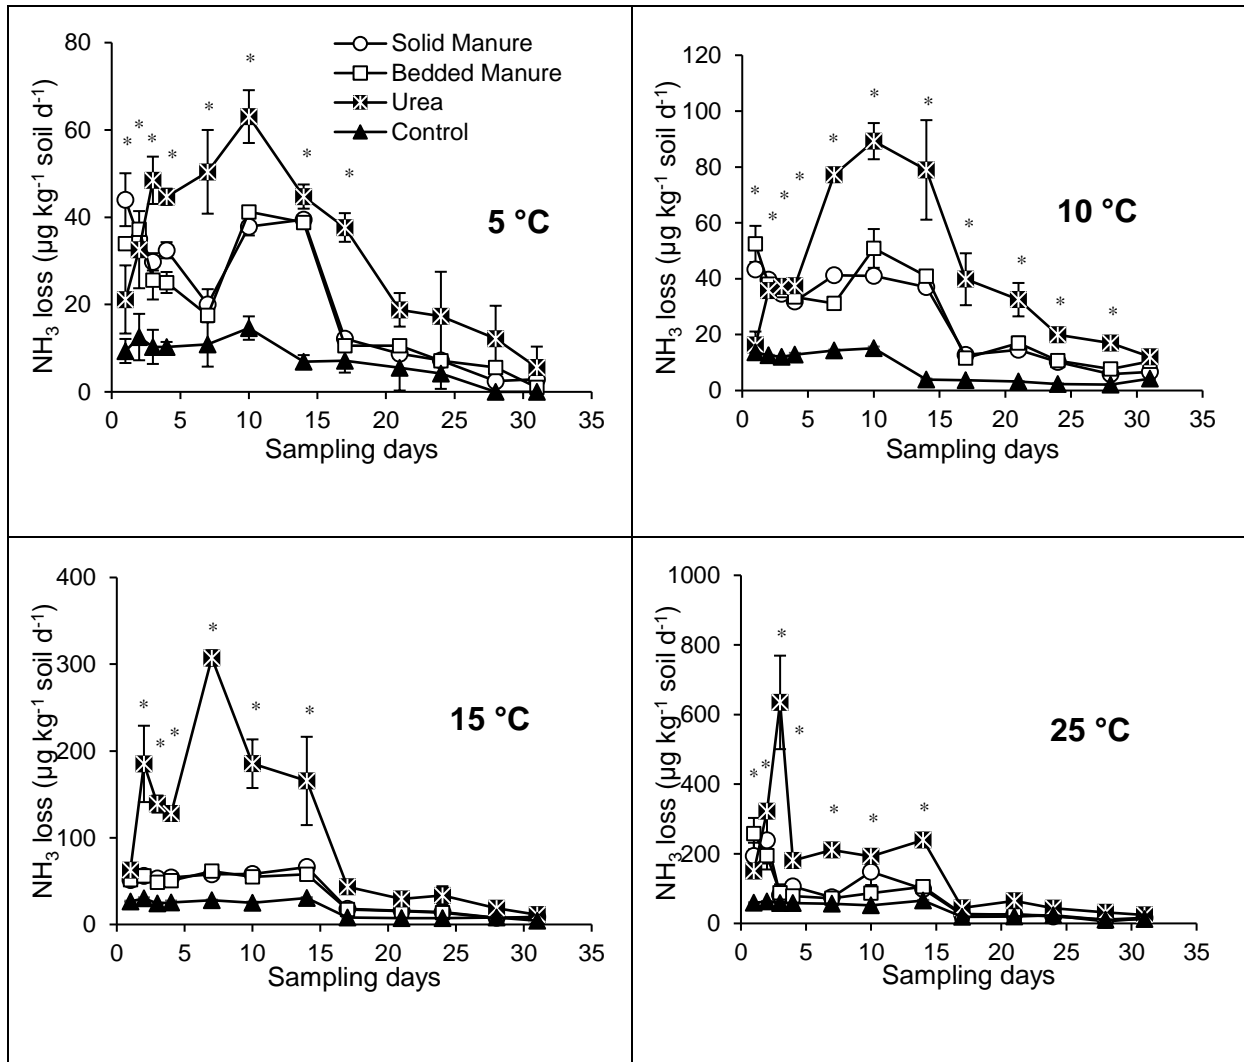 NH₃ loss (µg kg⁻¹ soil d⁻¹)
80
60
40
20
0
Solid Manure
Bedded Manure
Urea
Control
* * * * * * * *
5 °C
0 5 10 15 20 25 30 35
Sampling days
NH₃ loss (µg kg⁻¹ soil d⁻¹)
120
100
80
60
40
20
0
* * * * * * * * * * *
10 °C
0 5 10 15 20 25 30 35
Sampling days
NH₃ loss (µg kg⁻¹ soil d⁻¹)
400
300
200
100
0
* * * * * *
15 °C
0 5 10 15 20 25 30 35
Sampling days
NH₃ loss (µg kg⁻¹ soil d⁻¹)
1000
800
600
400
200
0
* * * * * * *
25 °C
0 5 10 15 20 25 30 35
Sampling days